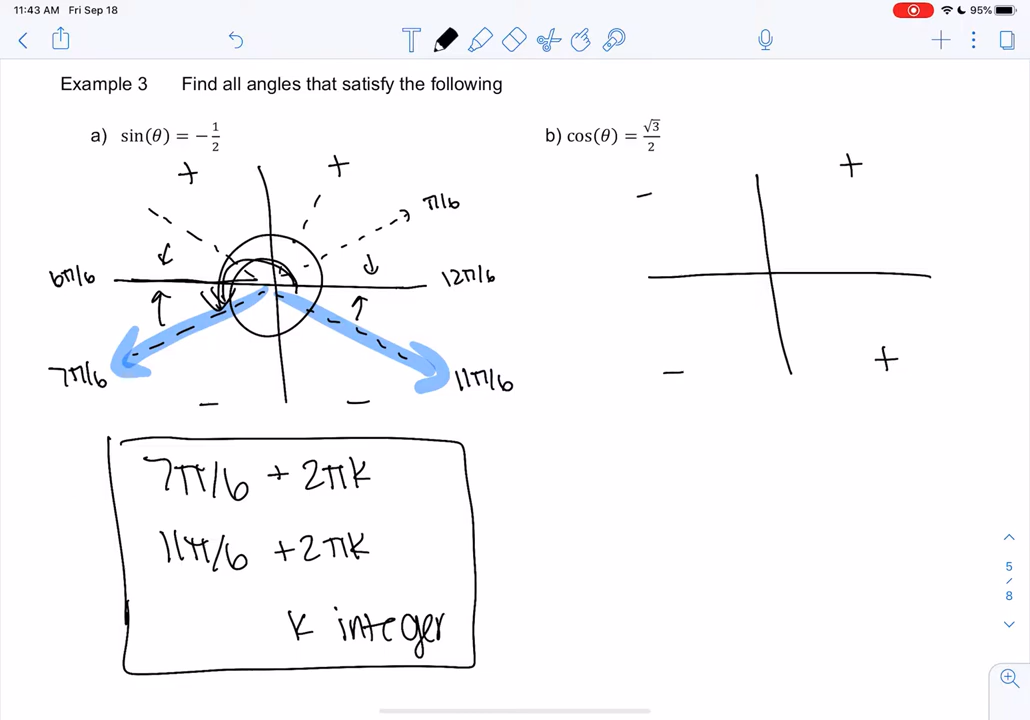 11:43 AM Fri Sep 18
95%
T
Example 3 Find all angles that satisfy the following
a) sin(θ) = −1/2
b) cos(θ) = √3/2
+ +
π/6
6π/6
12π/6
7π/6
11π/6
− −
7π/6 + 2πk
11π/6 + 2πk
k integer
− +
− +
5
/
8